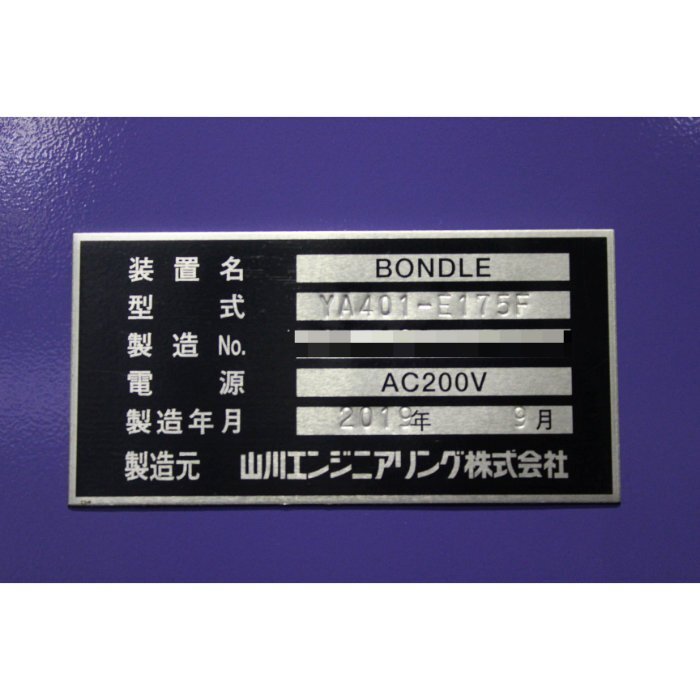 装置名 BONDLE
型式 YA401-E175F
製造No.
電源 AC200V
製造年月 2019年 9月
製造元 山川エンジニアリング株式会社